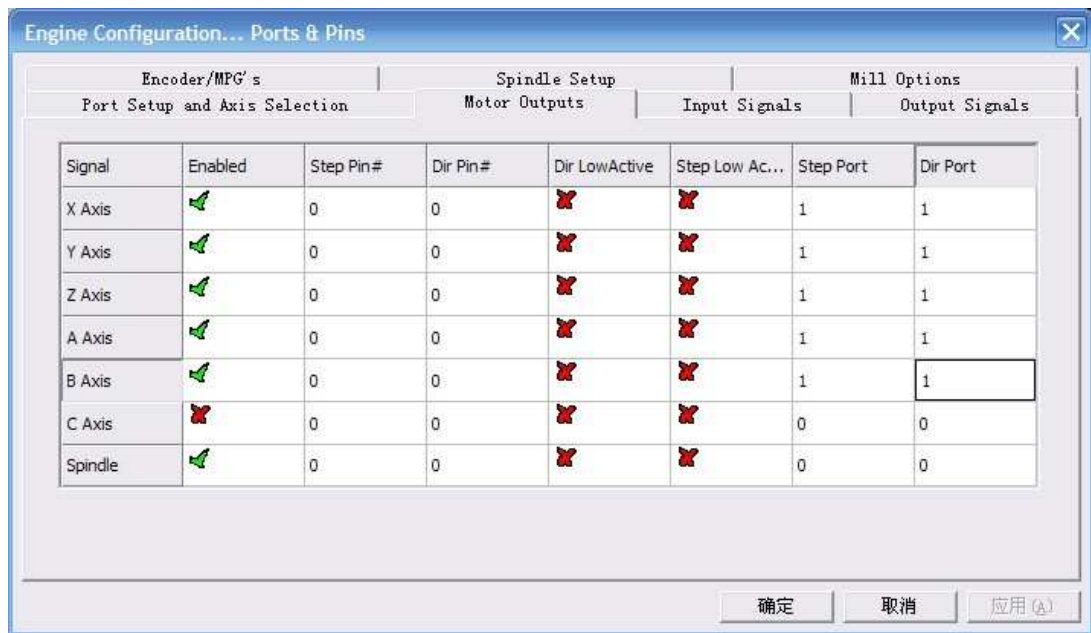 Engine Configuration... Ports & Pins
Encoder/MPG's Spindle Setup Mill Options
Port Setup and Axis Selection Motor Outputs Input Signals Output Signals
Signal Enabled Step Pin# Dir Pin# Dir LowActive Step Low Ac... Step Port Dir Port
X Axis 0 0 1 1
Y Axis 0 0 1 1
Z Axis 0 0 1 1
A Axis 0 0 1 1
B Axis 0 0 1 1
C Axis 0 0 0 0
Spindle 0 0 0 0
确定 取消 应用(A)